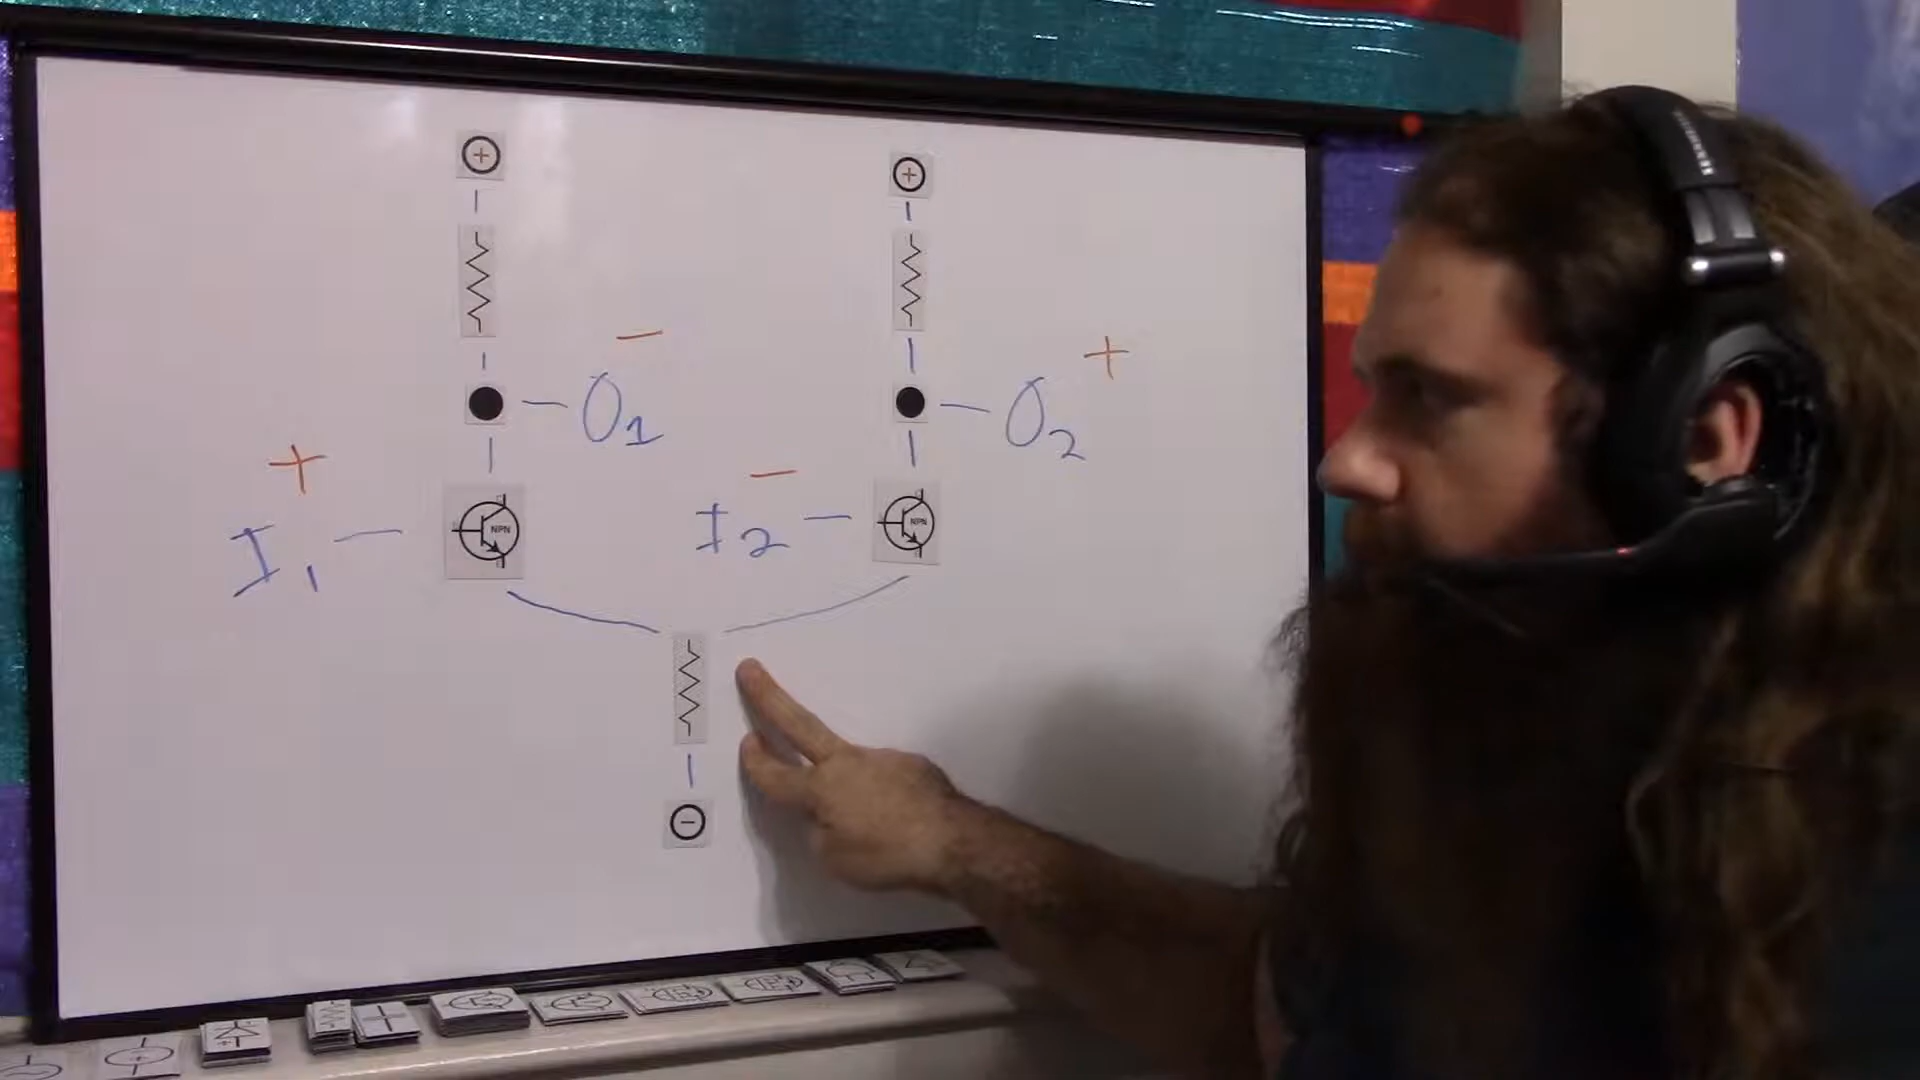 +
+
−
+
O₁
O₂
+
−
I₁
NPN
I₂
NPN
−